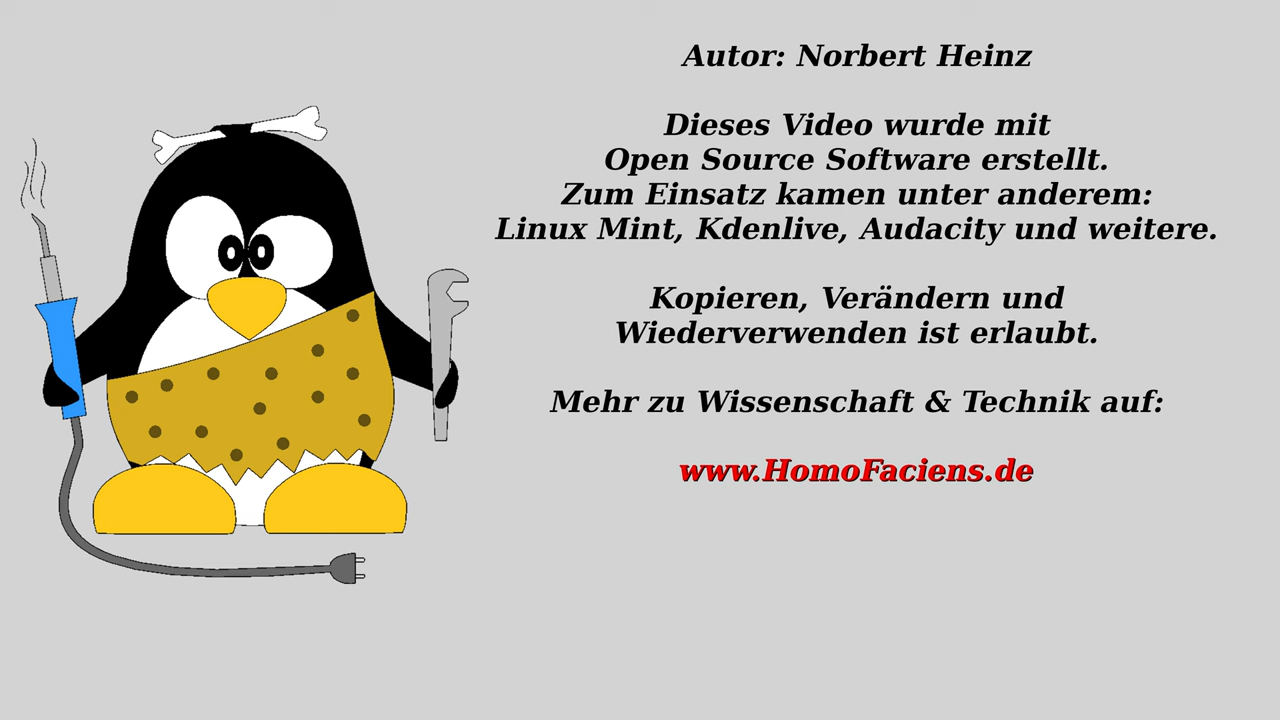 Autor: Norbert Heinz
Dieses Video wurde mit
Open Source Software erstellt.
Zum Einsatz kamen unter anderem:
Linux Mint, Kdenlive, Audacity und weitere.
Kopieren, Verändern und
Wiederverwenden ist erlaubt.
Mehr zu Wissenschaft & Technik auf:
www.HomoFaciens.de